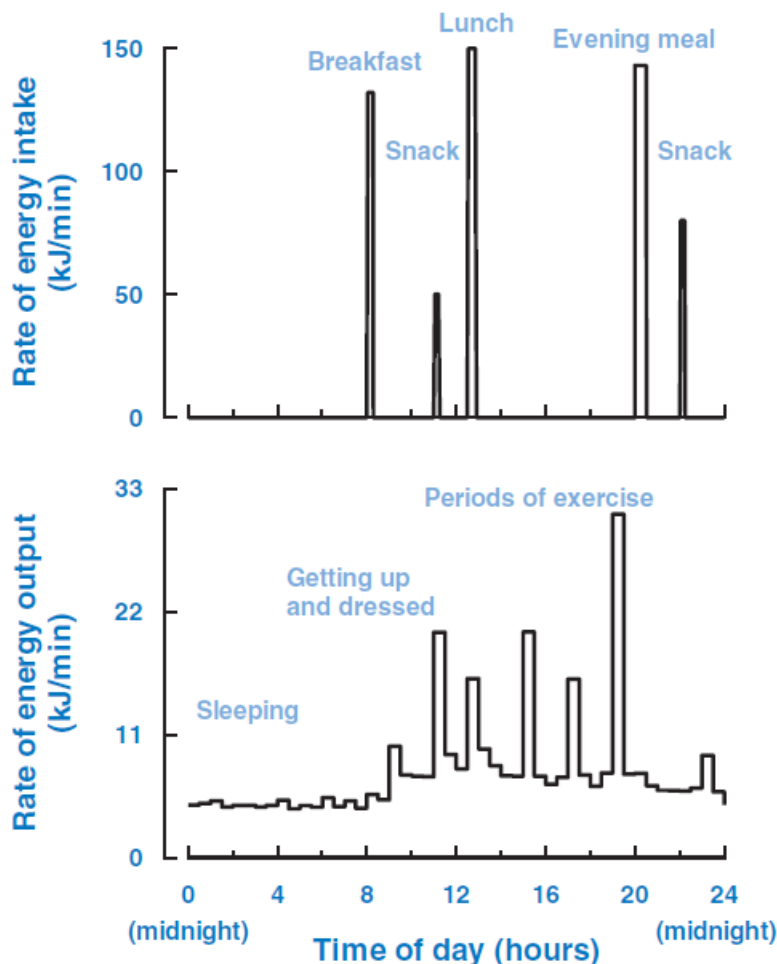 Rate of energy intake
(kJ/min)
150
100
50
0
Breakfast
Snack
Lunch
Evening meal
Snack
Rate of energy output
(kJ/min)
33
22
11
0
Sleeping
Getting up
and dressed
Periods of exercise
0 4 8 12 16 20 24
(midnight) (midnight)
Time of day (hours)